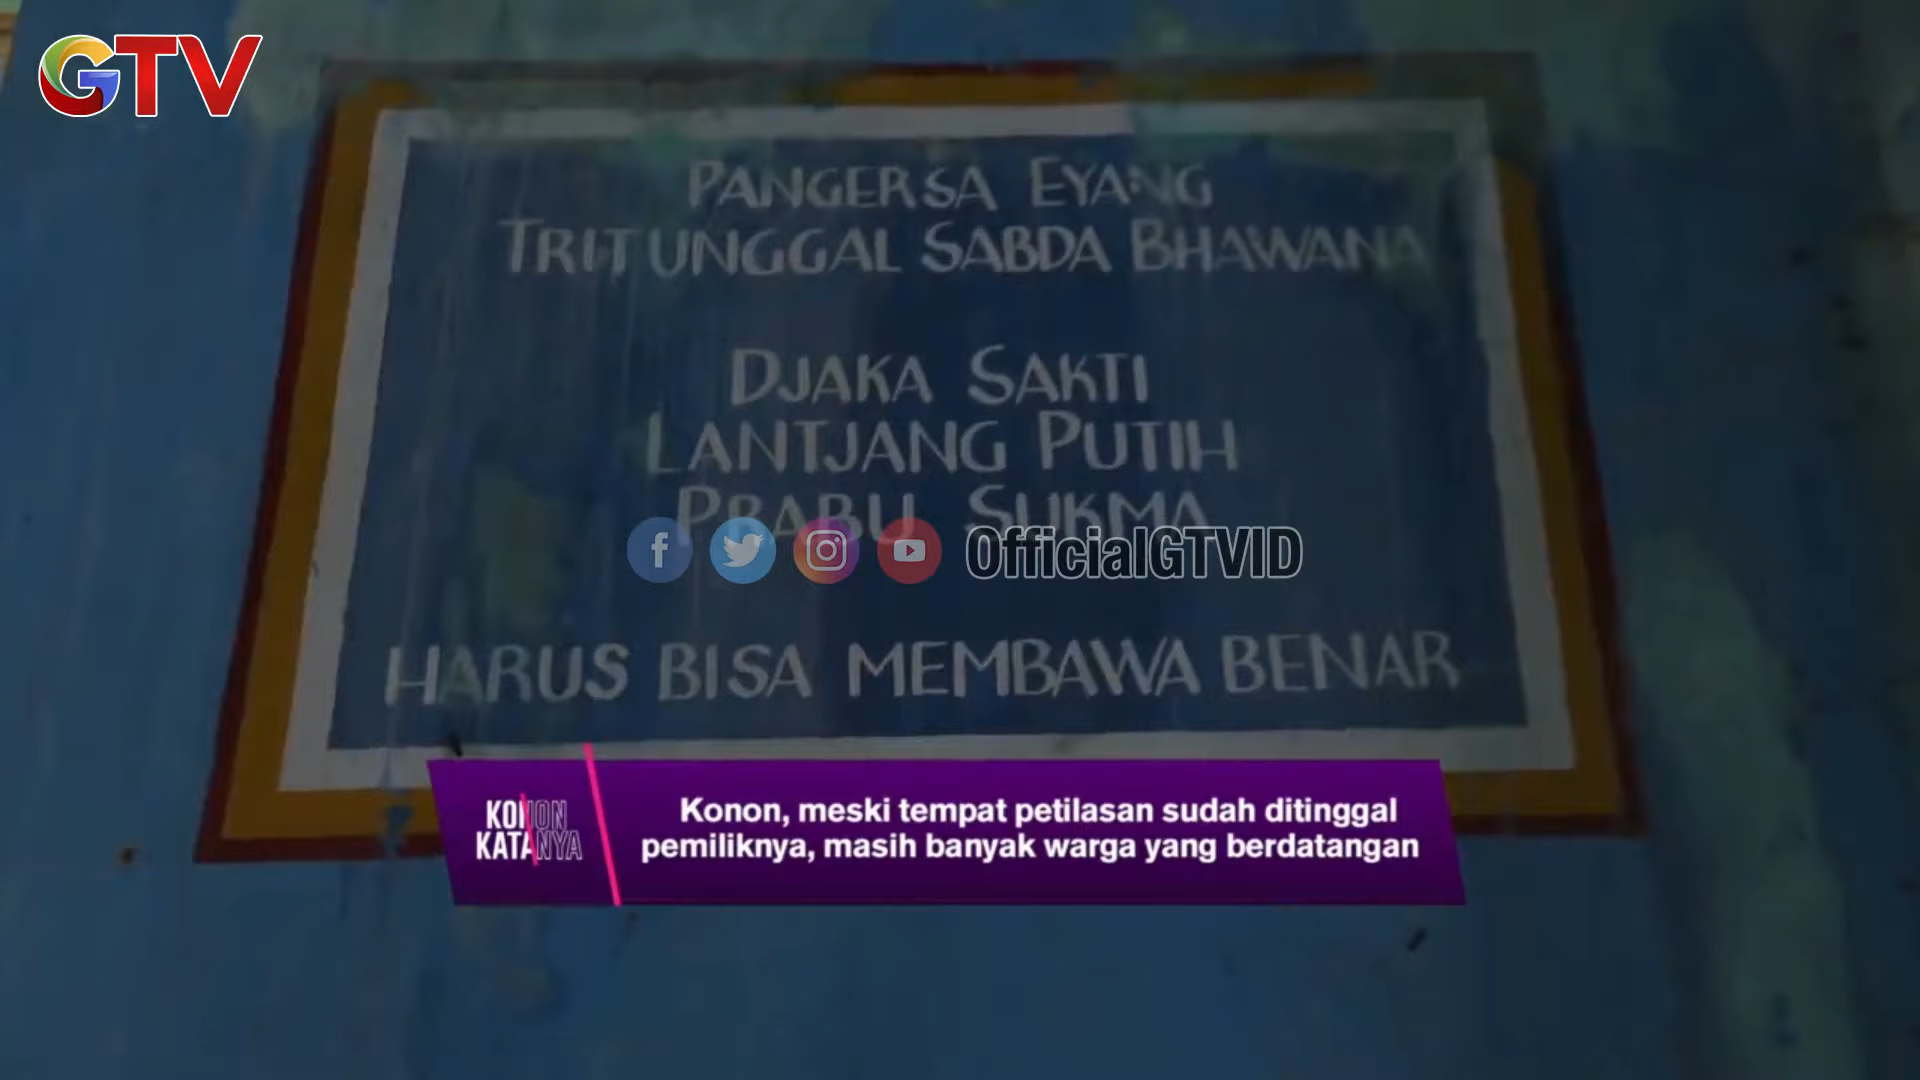 GTV
PANGERSA EYANG
TRITUNGGAL SABDA BHAWANA
DJAKA SAKTI
LANTJANG PUTIH
PRABU SUKMA
OfficialGTVID
HARUS BISA MEMBAWA BENAR
KONON
KATANYA
Konon, meski tempat petilasan sudah ditinggal
pemiliknya, masih banyak warga yang berdatangan